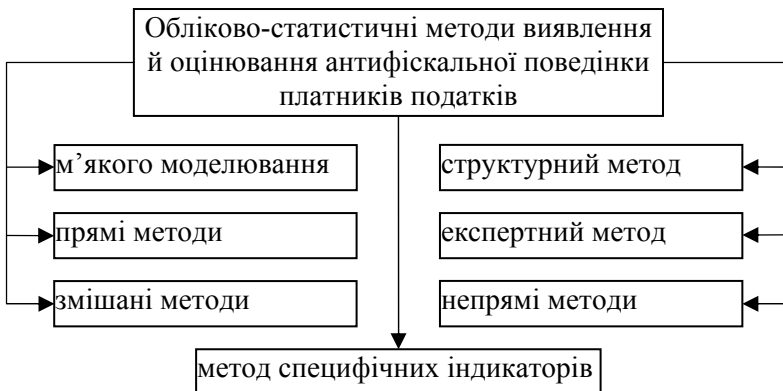 Обліково-статистичні методи виявлення
й оцінювання антифіскальної поведінки
платників податків
м’якого моделювання
структурний метод
прямі методи
експертний метод
змішані методи
непрямі методи
метод специфічних індикаторів